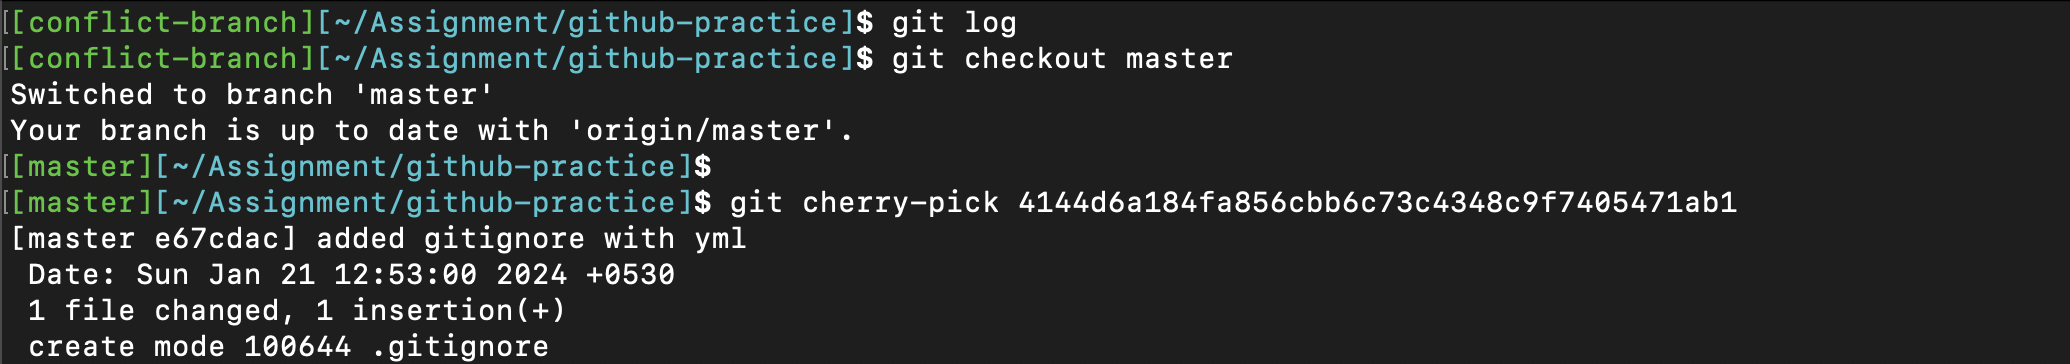 [[conflict-branch][~/Assignment/github-practice]$ git log
[[conflict-branch][~/Assignment/github-practice]$ git checkout master
Switched to branch 'master'
Your branch is up to date with 'origin/master'.
[[master][~/Assignment/github-practice]$
[[master][~/Assignment/github-practice]$ git cherry-pick 4144d6a184fa856cbb6c73c4348c9f7405471ab1
[master e67cdac] added gitignore with yml
 Date: Sun Jan 21 12:53:00 2024 +0530
 1 file changed, 1 insertion(+)
 create mode 100644 .gitignore